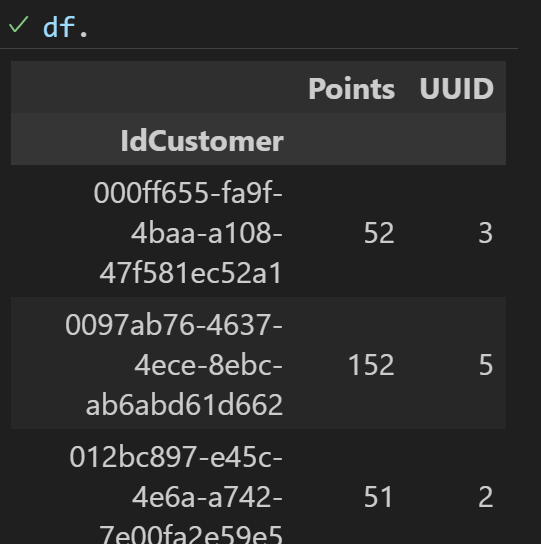 df.
Points UUID
IdCustomer
000ff655-fa9f-
4baa-a108- 52 3
47f581ec52a1
0097ab76-4637-
4ece-8ebc- 152 5
ab6abd61d662
012bc897-e45c-
4e6a-a742- 51 2
7e00fa2e59e5